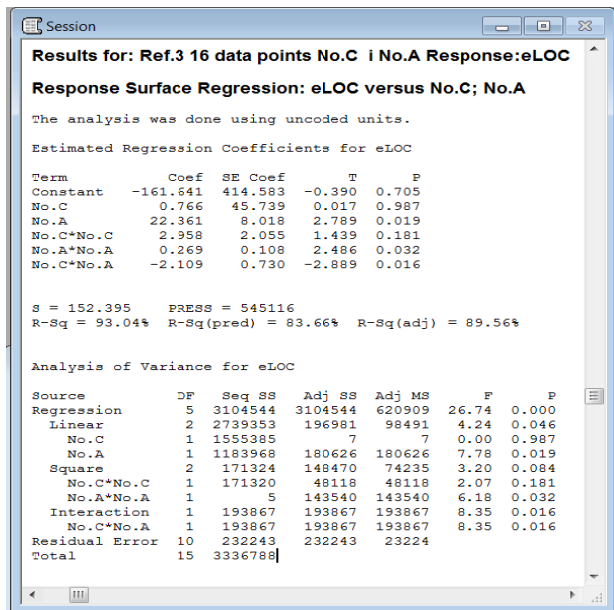 Session
Results for: Ref.3 16 data points No.C i No.A Response:eLOC
Response Surface Regression: eLOC versus No.C; No.A
The analysis was done using uncoded units.
Estimated Regression Coefficients for eLOC
Term Coef SE Coef T P
Constant -161.641 414.583 -0.390 0.705
No.C 0.766 45.739 0.017 0.987
No.A 22.361 8.018 2.789 0.019
No.C*No.C 2.958 2.055 1.439 0.181
No.A*No.A 0.269 0.108 2.486 0.032
No.C*No.A -2.109 0.730 -2.889 0.016
S = 152.395 PRESS = 545116
R-Sq = 93.04% R-Sq(pred) = 83.66% R-Sq(adj) = 89.56%
Analysis of Variance for eLOC
Source DF Seq SS Adj SS Adj MS F P
Regression 5 3104544 3104544 620909 26.74 0.000
Linear 2 2739353 196981 98491 4.24 0.046
No.C 1 1555385 7 7 0.00 0.987
No.A 1 1183968 180626 180626 7.78 0.019
Square 2 171324 148470 74235 3.20 0.084
No.C*No.C 1 171320 48118 48118 2.07 0.181
No.A*No.A 1 5 143540 143540 6.18 0.032
Interaction 1 193867 193867 193867 8.35 0.016
No.C*No.A 1 193867 193867 193867 8.35 0.016
Residual Error 10 232243 232243 23224
Total 15 3336788